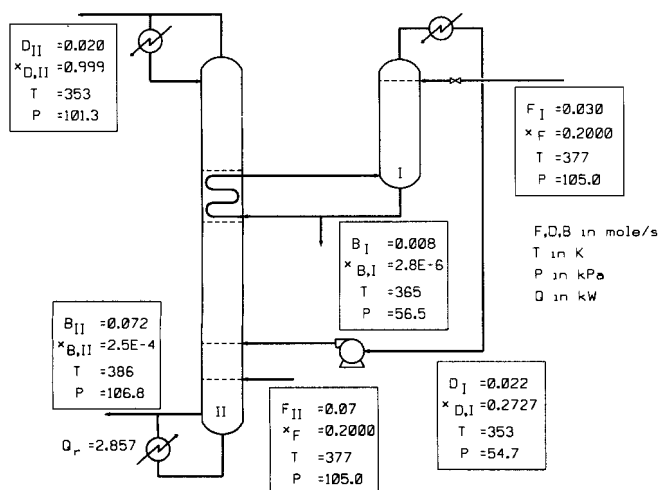 D_II =0.020
x_D,II =0.999
T =353
P =101.3
F_I =0.030
x_F =0.2000
T =377
P =105.0
I
F,D,B in mole/s
T in K
P in kPa
Q in kW
B_I =0.008
x_B,I =2.8E-6
T =365
P =56.5
B_II =0.072
x_B,II =2.5E-4
T =386
P =106.8
D_I =0.022
x_D,I =0.2727
T =353
P =54.7
F_II =0.07
x_F =0.2000
T =377
P =105.0
II
Q_r =2.857